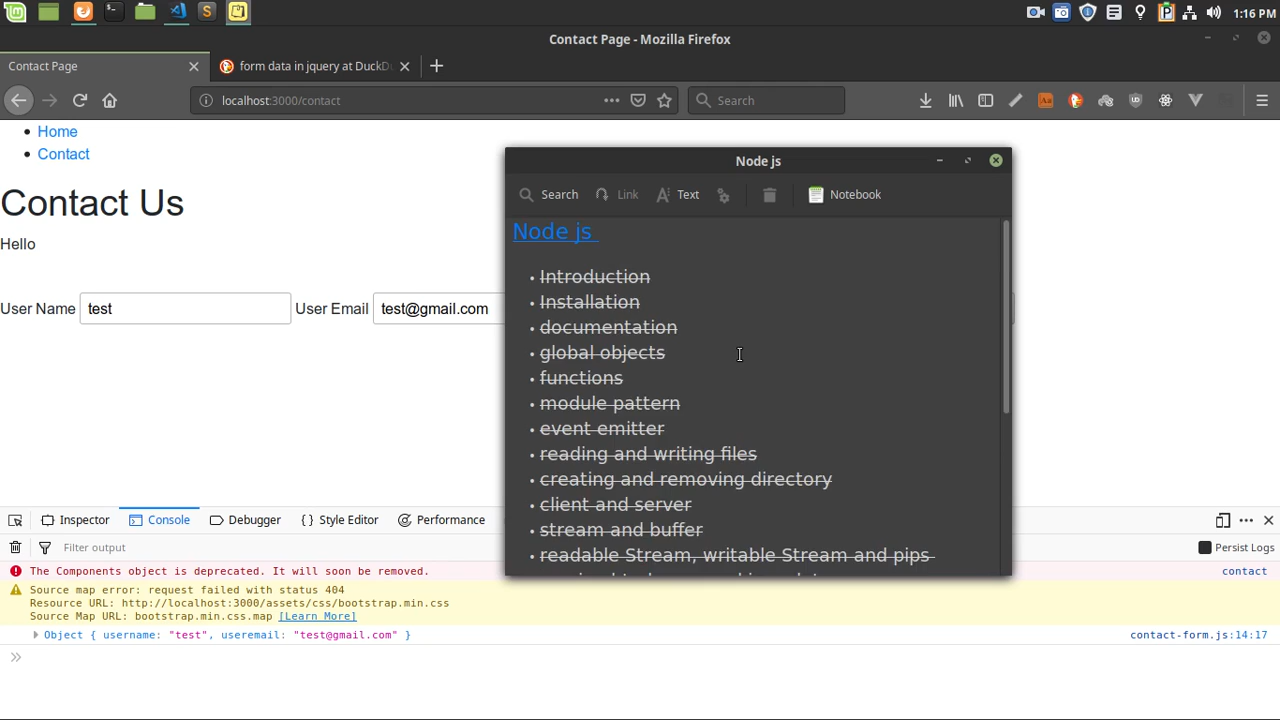 1:16 PM
Contact Page - Mozilla Firefox
Contact Page
form data in jquery at DuckD
localhost:3000/contact
Search
Home
Contact
Contact Us
Hello
User Name test User Email test@gmail.com
Node js
Search Link Text Notebook
Node js
Introduction
Installation
documentation
global objects
functions
module pattern
event emitter
reading and writing files
creating and removing directory
client and server
stream and buffer
readable Stream, writable Stream and pips
Inspector Console Debugger Style Editor Performance
Filter output Persist Logs
The Components object is deprecated. It will soon be removed. contact
Source map error: request failed with status 404
Resource URL: http://localhost:3000/assets/css/bootstrap.min.css
Source Map URL: bootstrap.min.css.map [Learn More]
Object { username: "test", useremail: "test@gmail.com" } contact-form.js:14:17